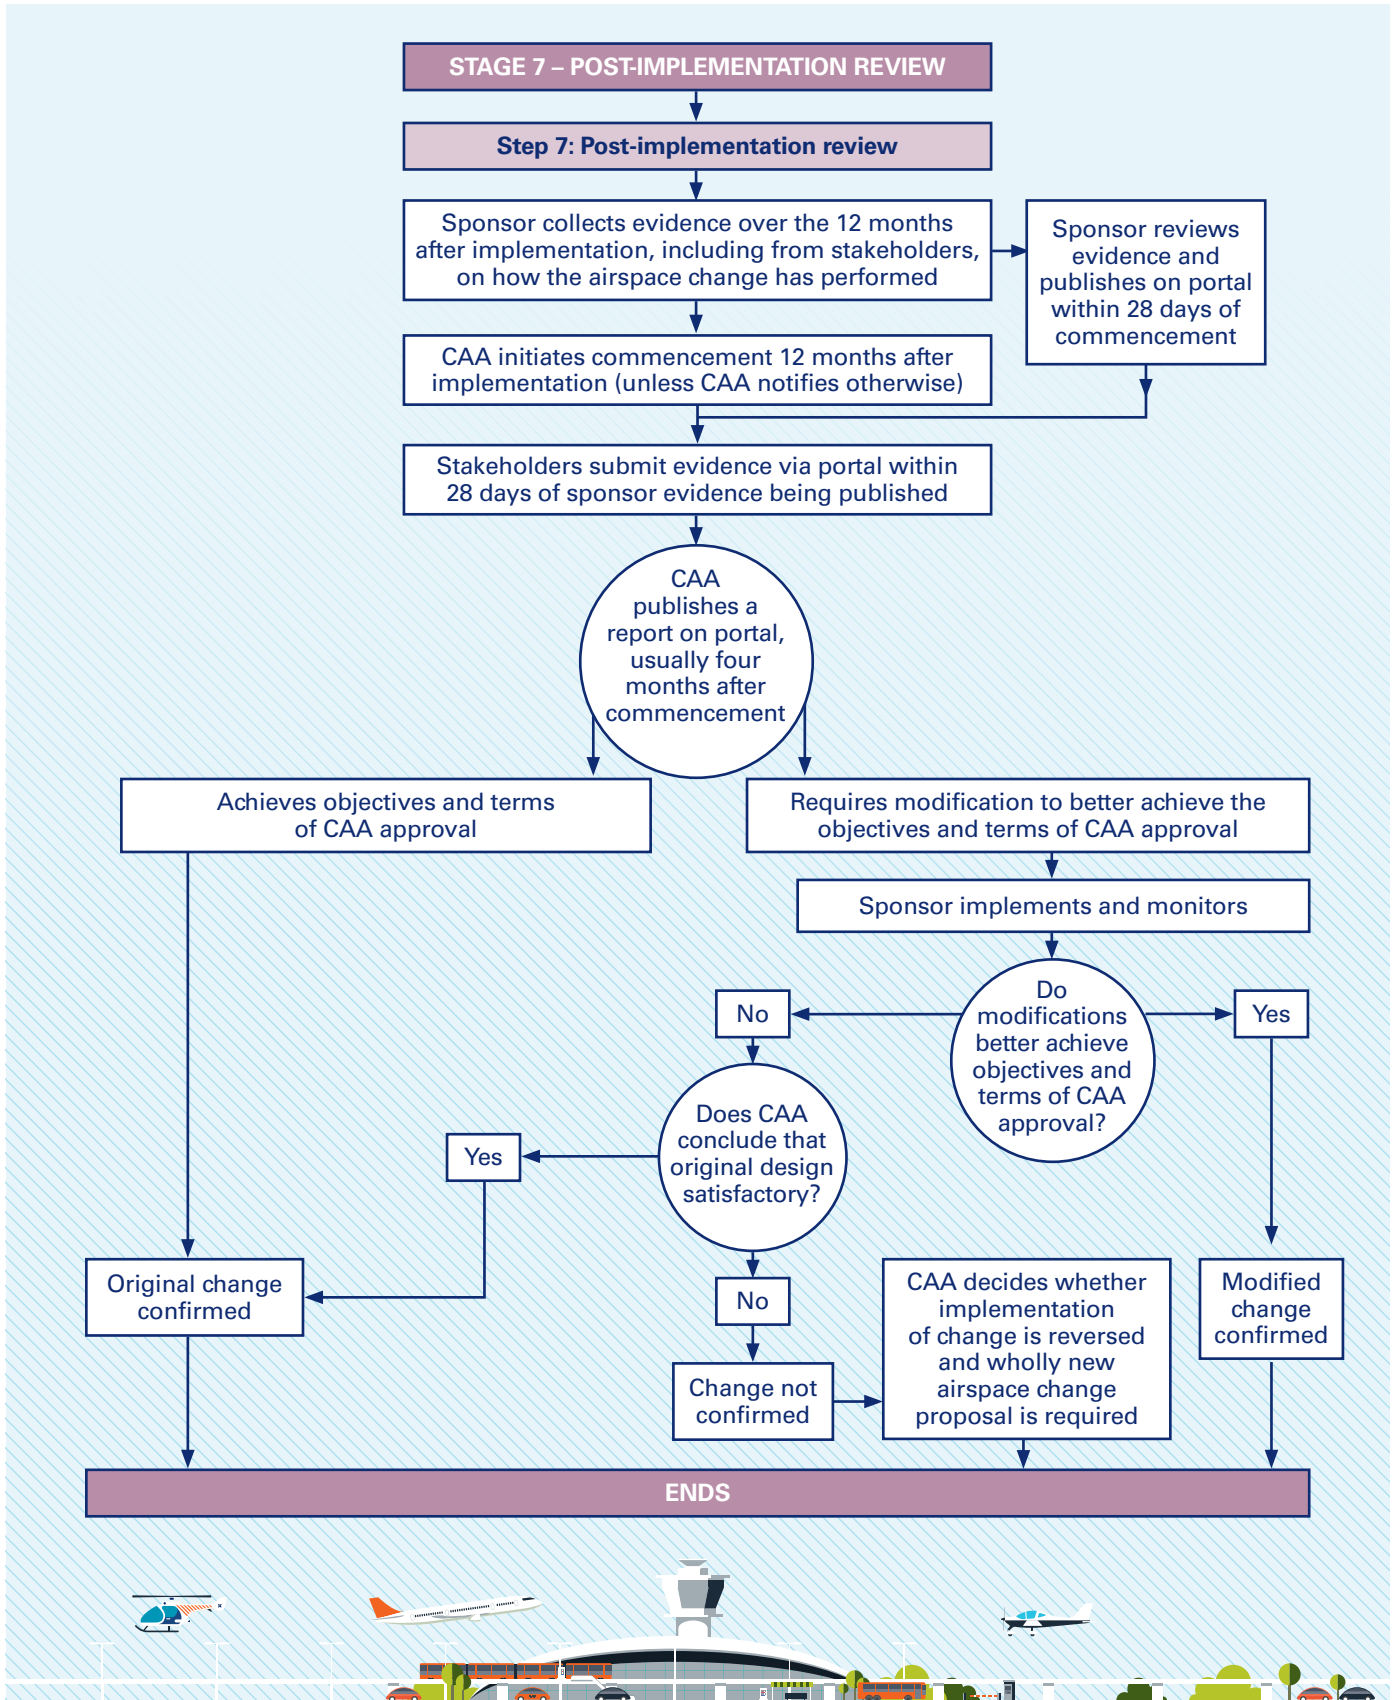 STAGE 7 – POST-IMPLEMENTATION REVIEW
Step 7: Post-implementation review
Sponsor collects evidence over the 12 months
after implementation, including from stakeholders,
on how the airspace change has performed
Sponsor reviews
evidence and
publishes on portal
within 28 days of
commencement
CAA initiates commencement 12 months after
implementation (unless CAA notifies otherwise)
Stakeholders submit evidence via portal within
28 days of sponsor evidence being published
CAA
publishes a
report on portal,
usually four
months after
commencement
Achieves objectives and terms
of CAA approval
Requires modification to better achieve the
objectives and terms of CAA approval
Sponsor implements and monitors
Do
modifications
better achieve
objectives and
terms of CAA
approval?
No
Yes
Does CAA
conclude that
original design
satisfactory?
Yes
No
Original change
confirmed
Change not
confirmed
CAA decides whether
implementation
of change is reversed
and wholly new
airspace change
proposal is required
Modified
change
confirmed
ENDS